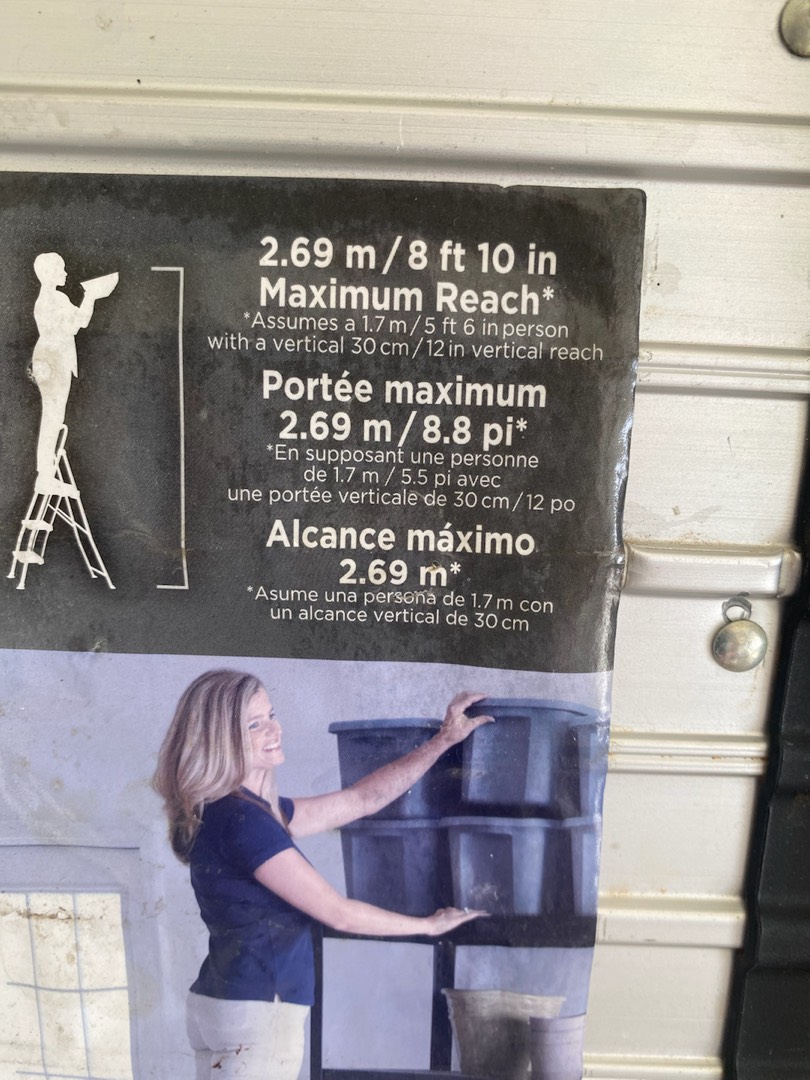 2.69 m/8 ft 10 in
Maximum Reach*
*Assumes a 1.7 m/5 ft 6 in person
with a vertical 30 cm/12 in vertical reach
Portée maximum
2.69 m/8.8 pi*
*En supposant une personne
de 1.7 m / 5.5 pi avec
une portée verticale de 30 cm/12 po
Alcance máximo
2.69 m*
*Asume una persona de 1.7 m con
un alcance vertical de 30 cm